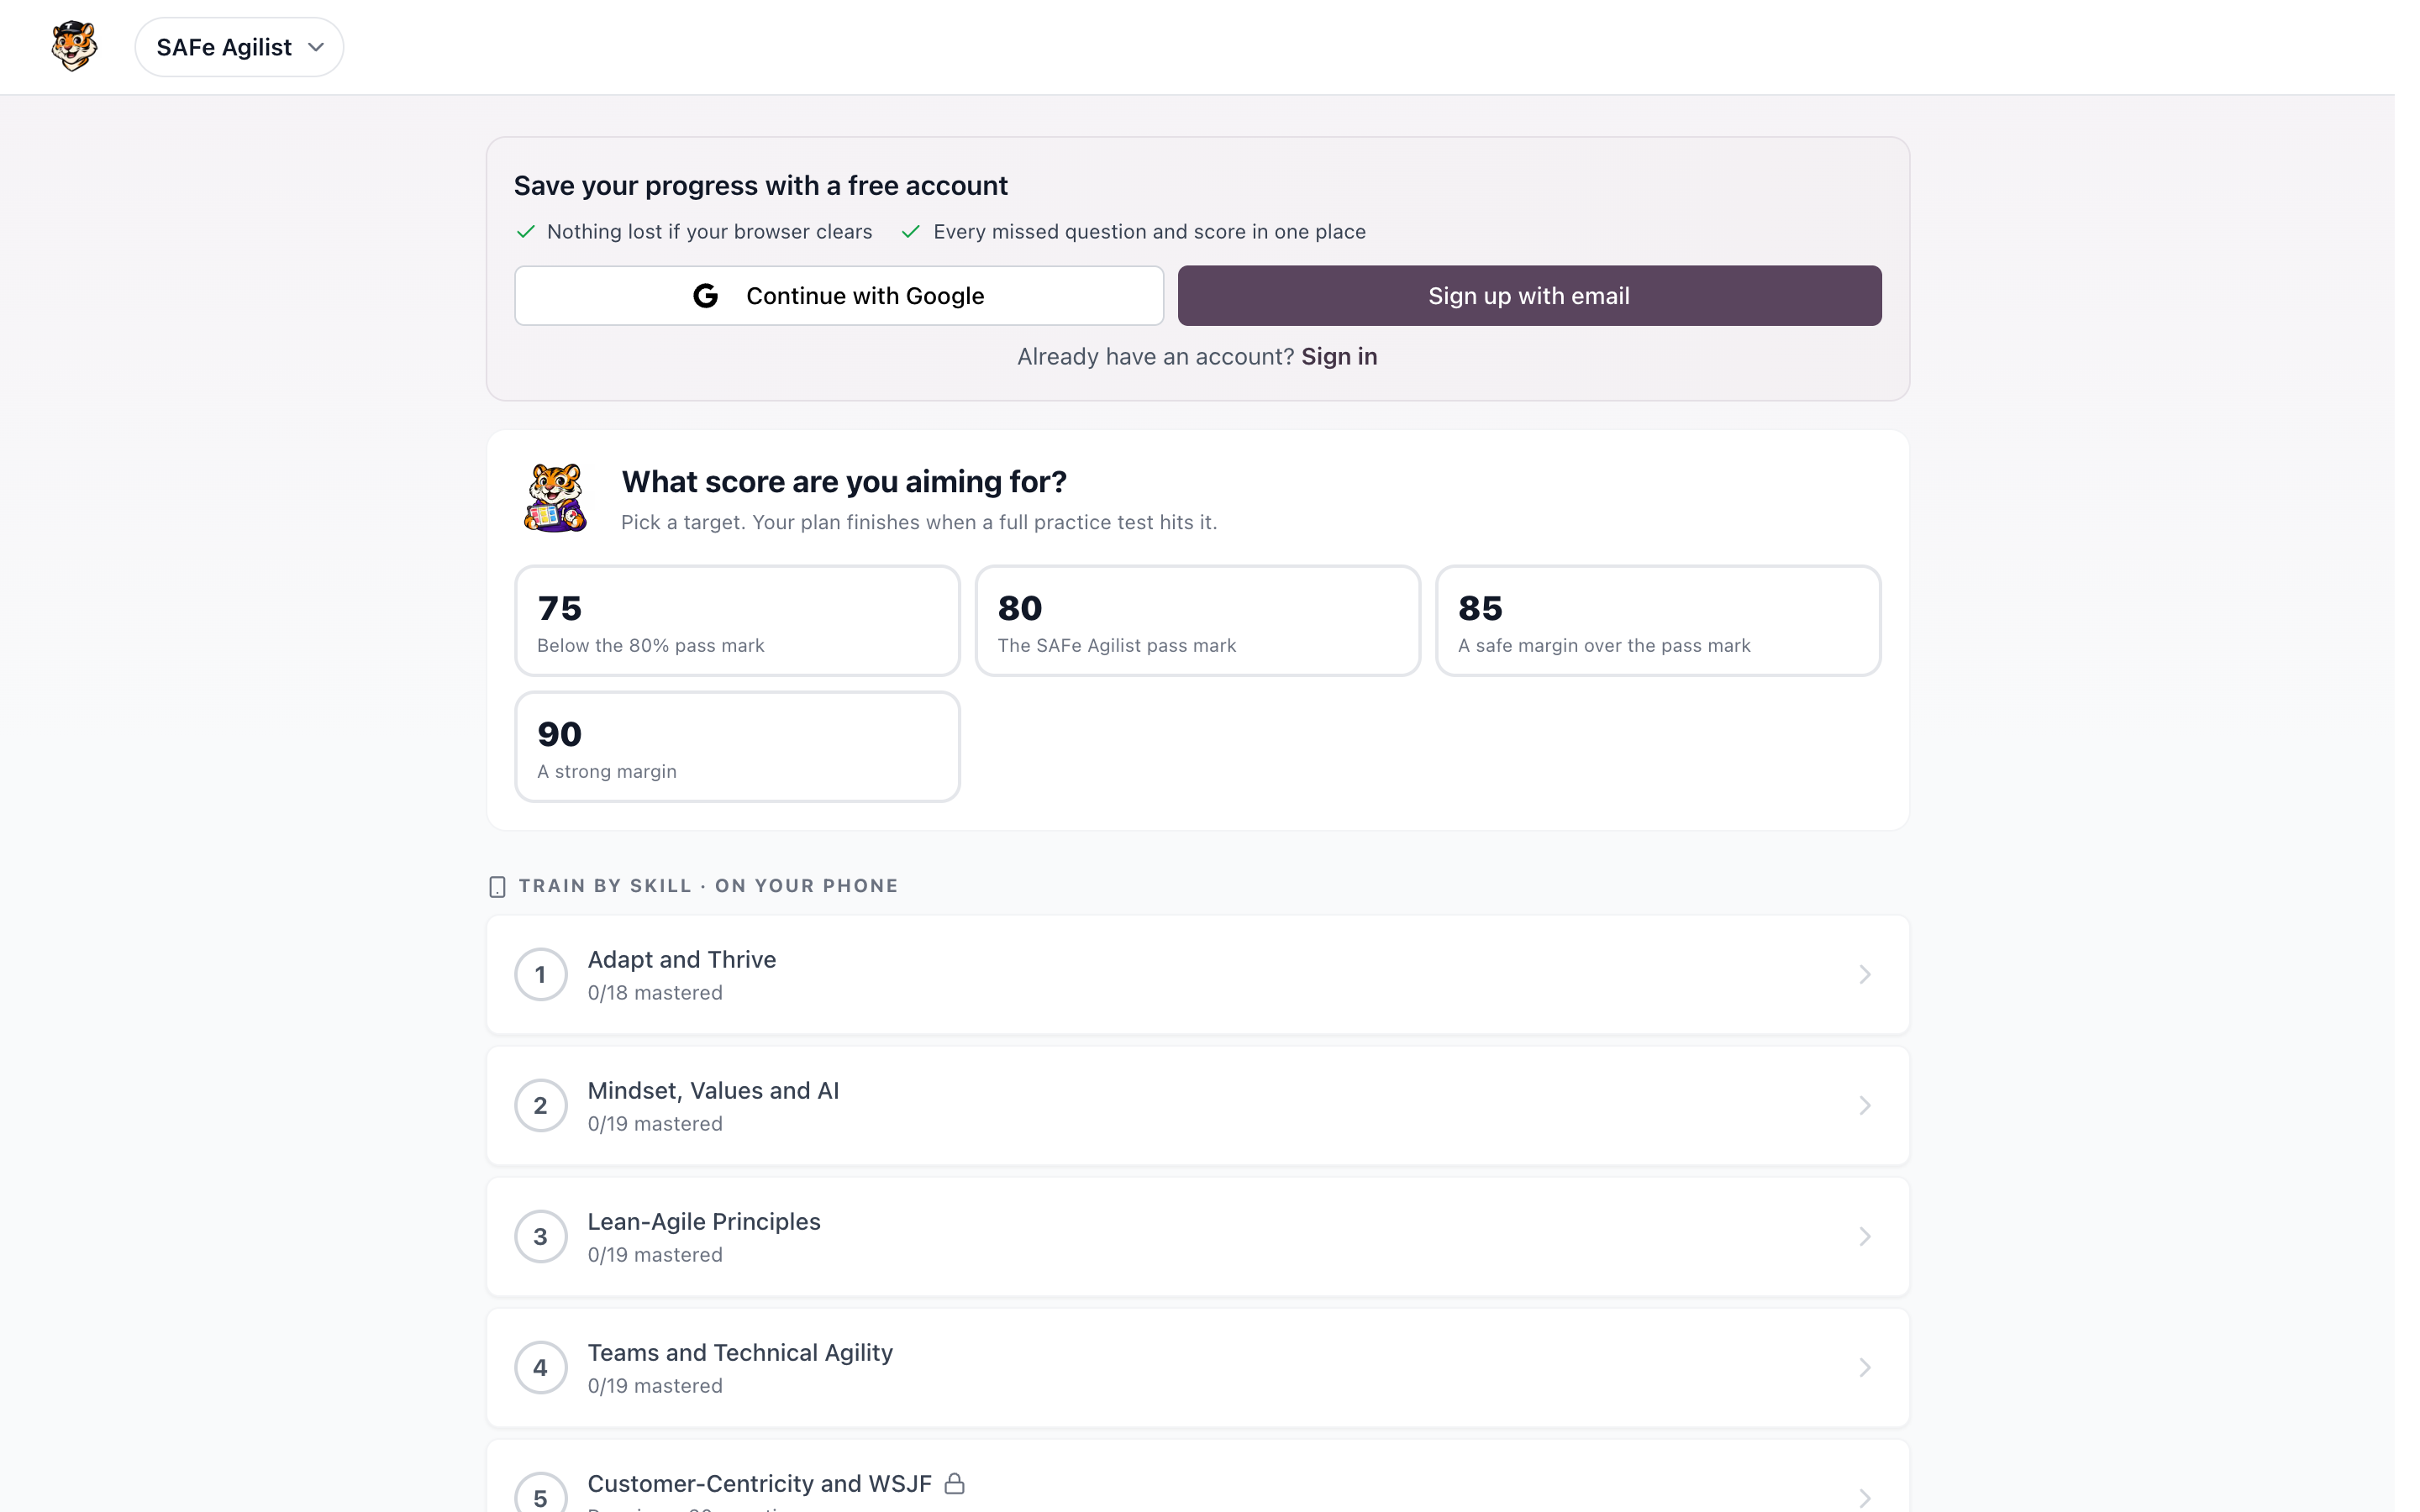 SAFe Agilist
Save your progress with a free account
Nothing lost if your browser clears
Every missed question and score in one place
Continue with Google
Sign up with email
Already have an account? Sign in
What score are you aiming for?
Pick a target. Your plan finishes when a full practice test hits it.
75
Below the 80% pass mark
80
The SAFe Agilist pass mark
85
A safe margin over the pass mark
90
A strong margin
TRAIN BY SKILL · ON YOUR PHONE
1
Adapt and Thrive
0/18 mastered
2
Mindset, Values and AI
0/19 mastered
3
Lean-Agile Principles
0/19 mastered
4
Teams and Technical Agility
0/19 mastered
5
Customer-Centricity and WSJF